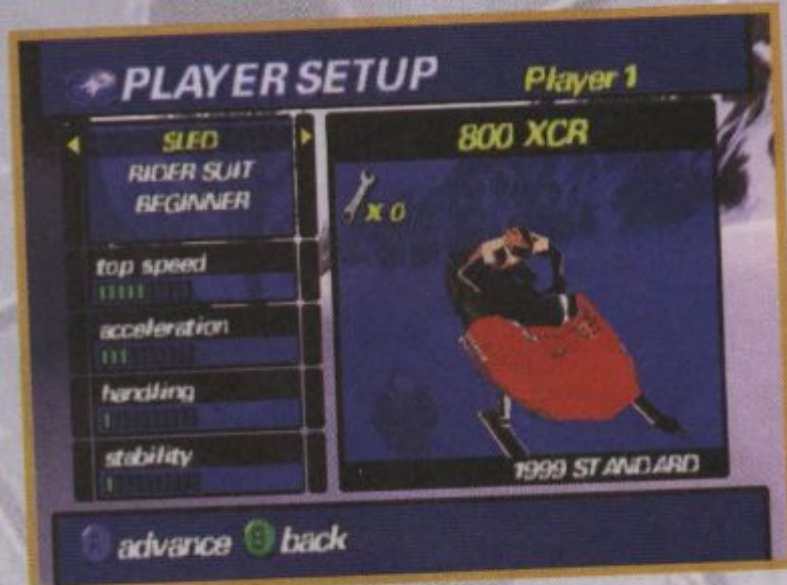 PLAYER SETUP
Player 1
SLED
RIDER SUIT
BEGINNER
top speed
acceleration
handling
stability
800 XCR
x 0
1999 STANDARD
A advance B back